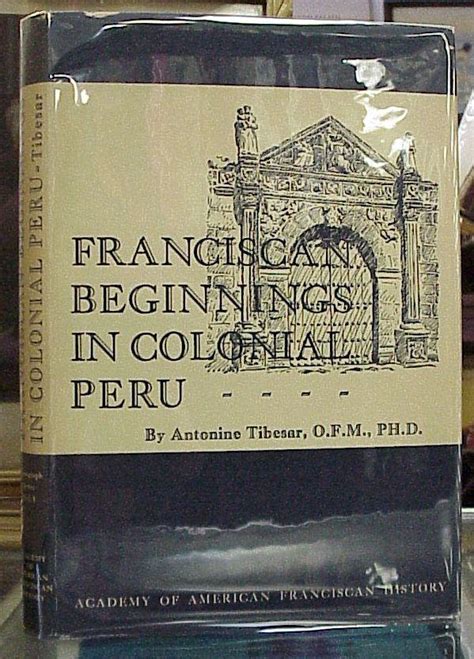 FRANCISCAN
BEGINNINGS
IN COLONIAL
PERU - - - -
By Antonine Tibesar, O.F.M., PH.D.
ACADEMY OF AMERICAN FRANCISCAN HISTORY
IN COLONIAL PERU - Tibesar